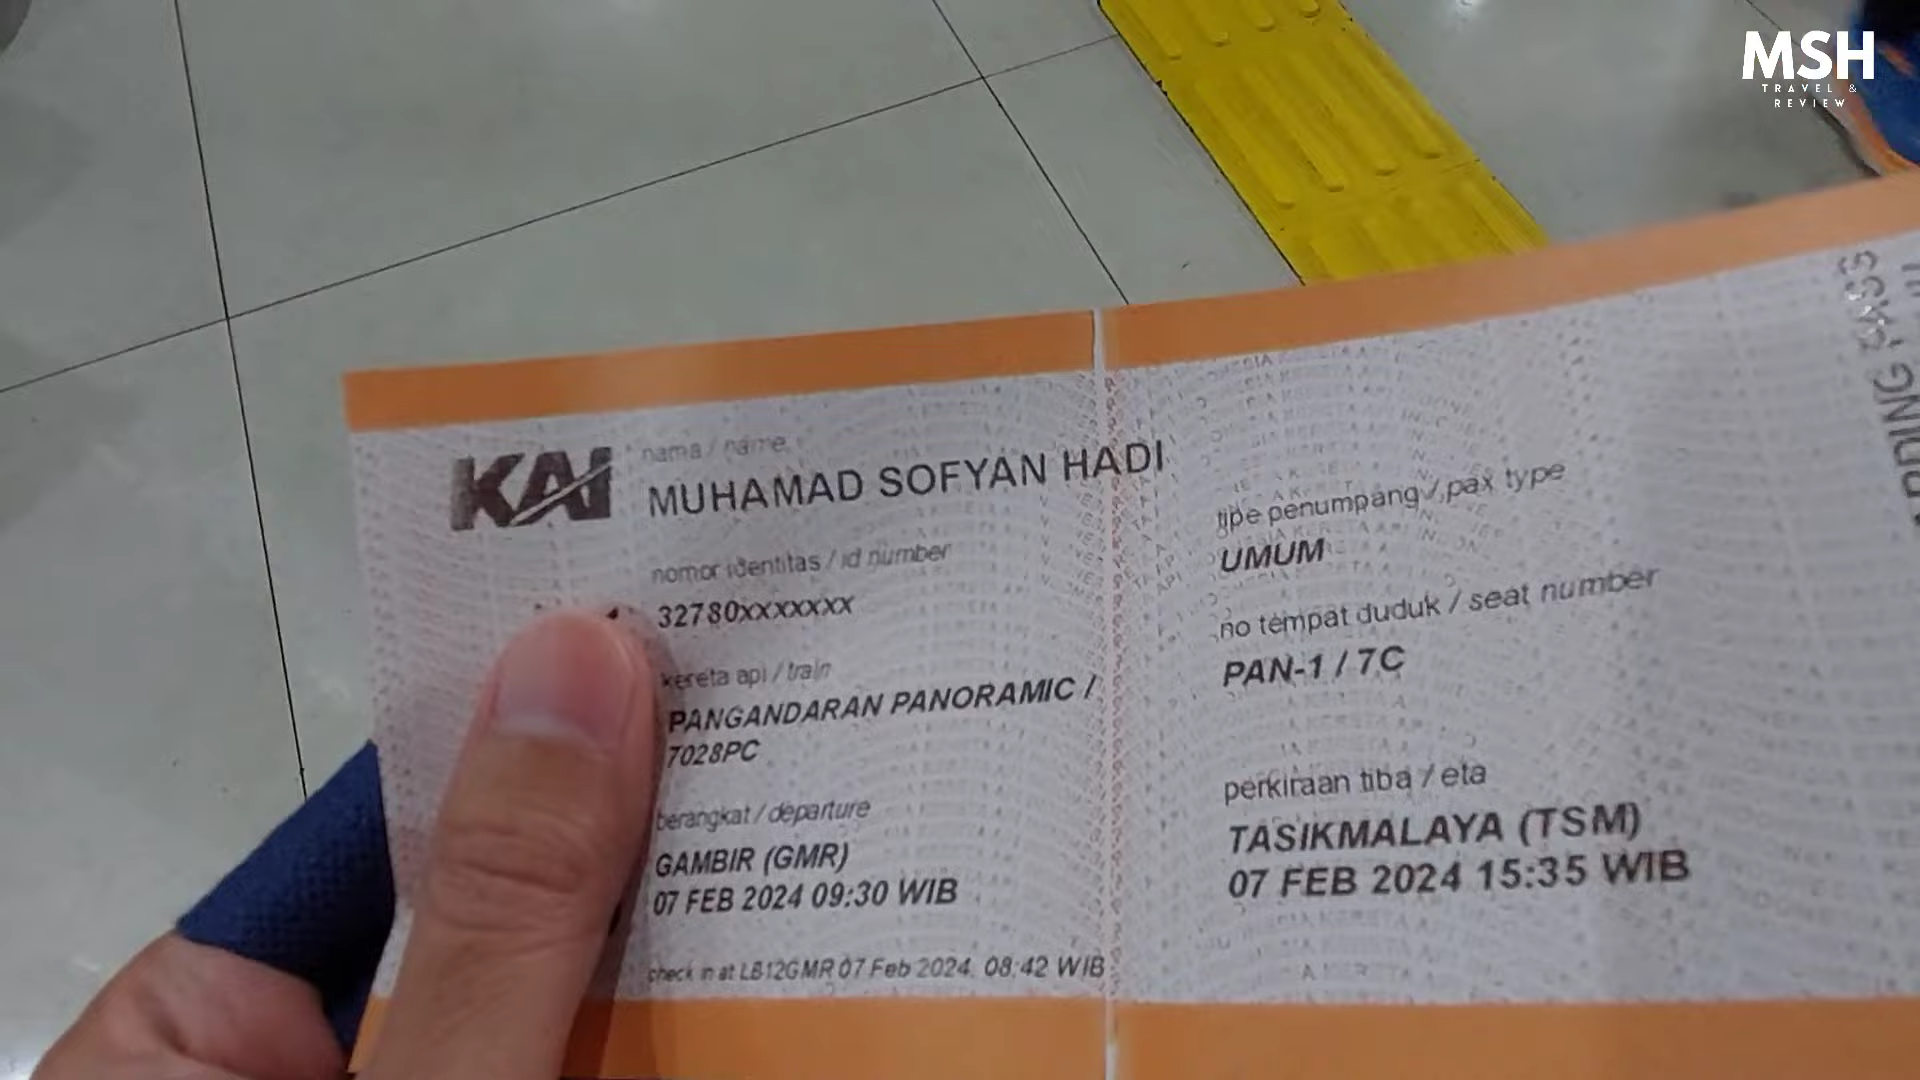 MSH
TRAVEL &
REVIEW
KAI
nama / name
MUHAMAD SOFYAN HADI
nomor identitas / id number
32780xxxxxxx
kereta api / train
PANGANDARAN PANORAMIC /
7028PC
berangkat / departure
GAMBIR (GMR)
07 FEB 2024 09:30 WIB
check in at LB12GMR 07 Feb 2024, 08:42 WIB
tipe penumpang / pax type
UMUM
no tempat duduk / seat number
PAN-1 / 7C
perkiraan tiba / eta
TASIKMALAYA (TSM)
07 FEB 2024 15:35 WIB
PASS